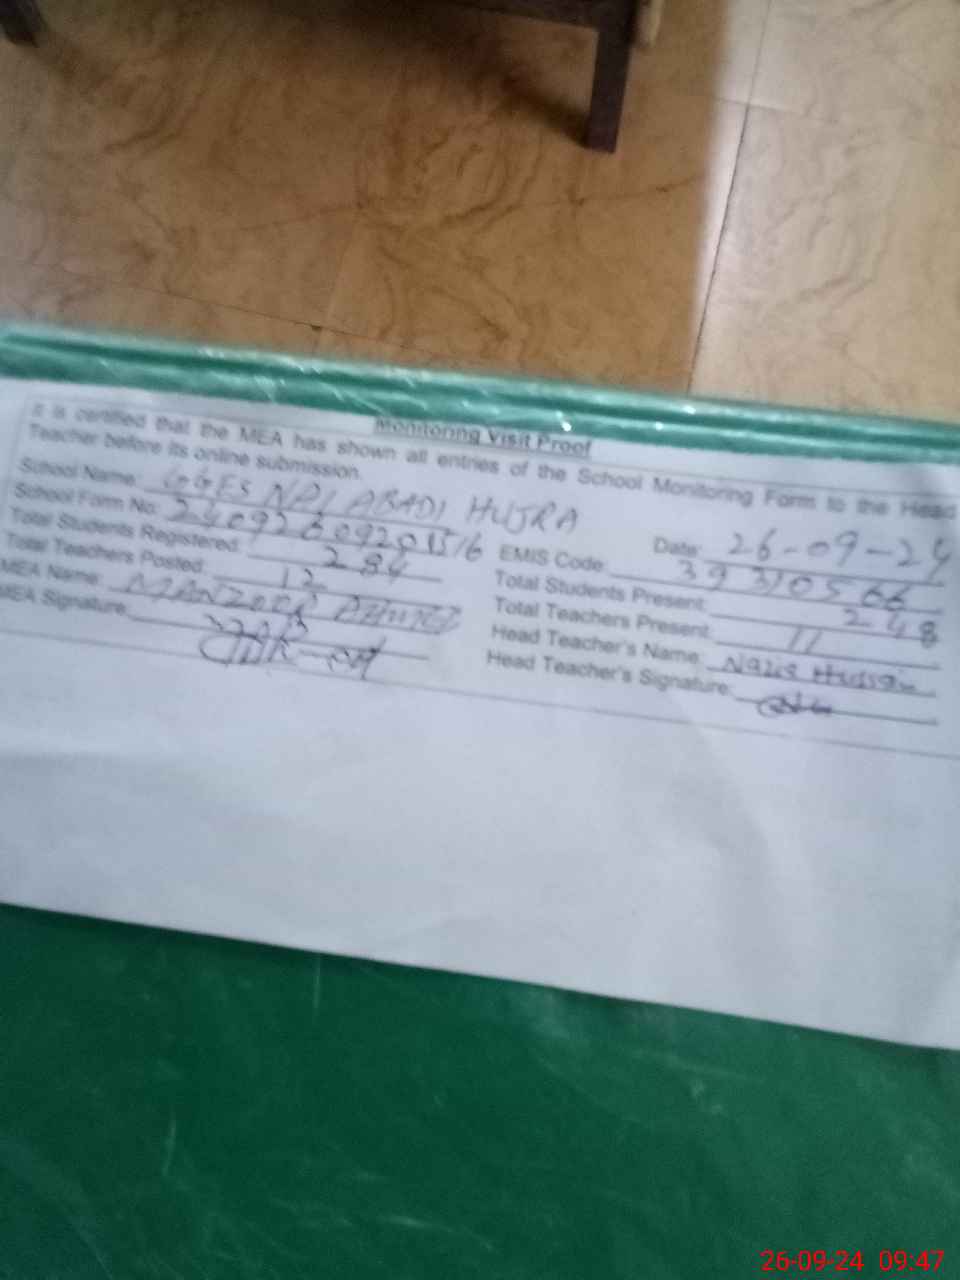 Monitoring Visit Proof
It is certified that the MEA has shown all entries of the School Monitoring Form to the Head
Teacher before its online submission.
School Name: GGES NPI ABADI HUJRA
Date: 26-09-24
School Form No:
EMIS Code: 39310566
Total Students Registered: 284
Total Students Present: 248
Total Teachers Posted: 12
Total Teachers Present: 11
MEA Name: MANZOOR
Head Teacher's Name: Hussain
MEA Signature:
Head Teacher's Signature:
26-09-24 09:47